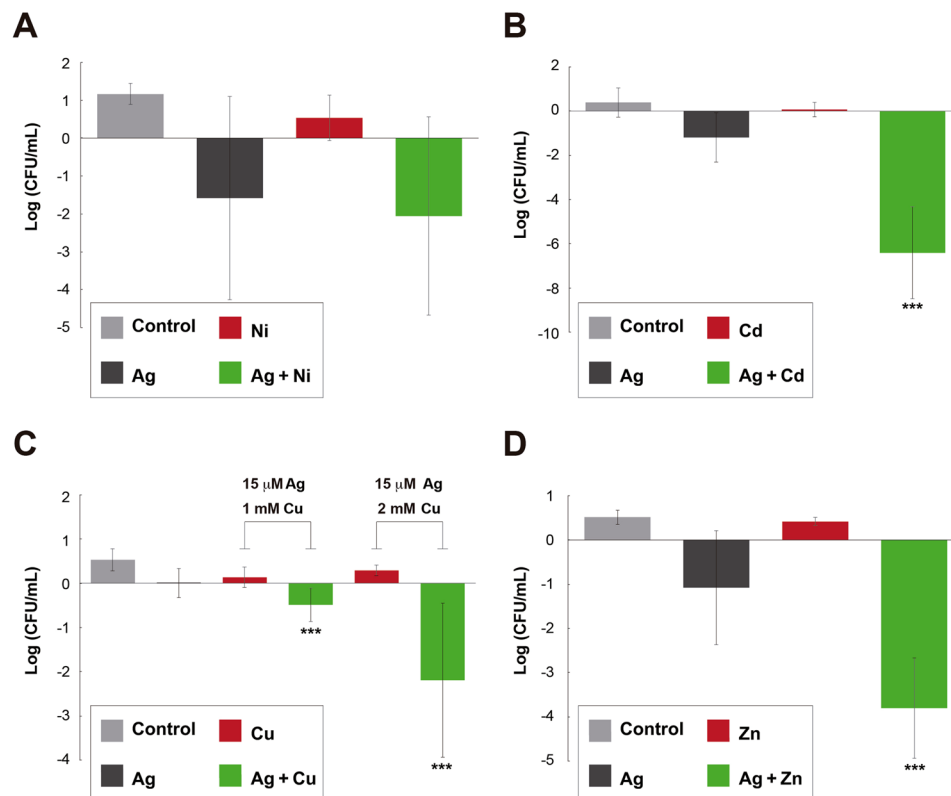 A
Log (CFU/mL)
2
1
0
-1
-2
-3
-4
-5
Control
Ni
Ag
Ag + Ni
B
Log (CFU/mL)
2
0
-2
-4
-6
-8
-10
***
Control
Cd
Ag
Ag + Cd
C
Log (CFU/mL)
2
1
0
-1
-2
-3
-4
15 µM Ag
1 mM Cu
15 µM Ag
2 mM Cu
***
***
Control
Cu
Ag
Ag + Cu
D
Log (CFU/mL)
1
0
-1
-2
-3
-4
-5
***
Control
Zn
Ag
Ag + Zn